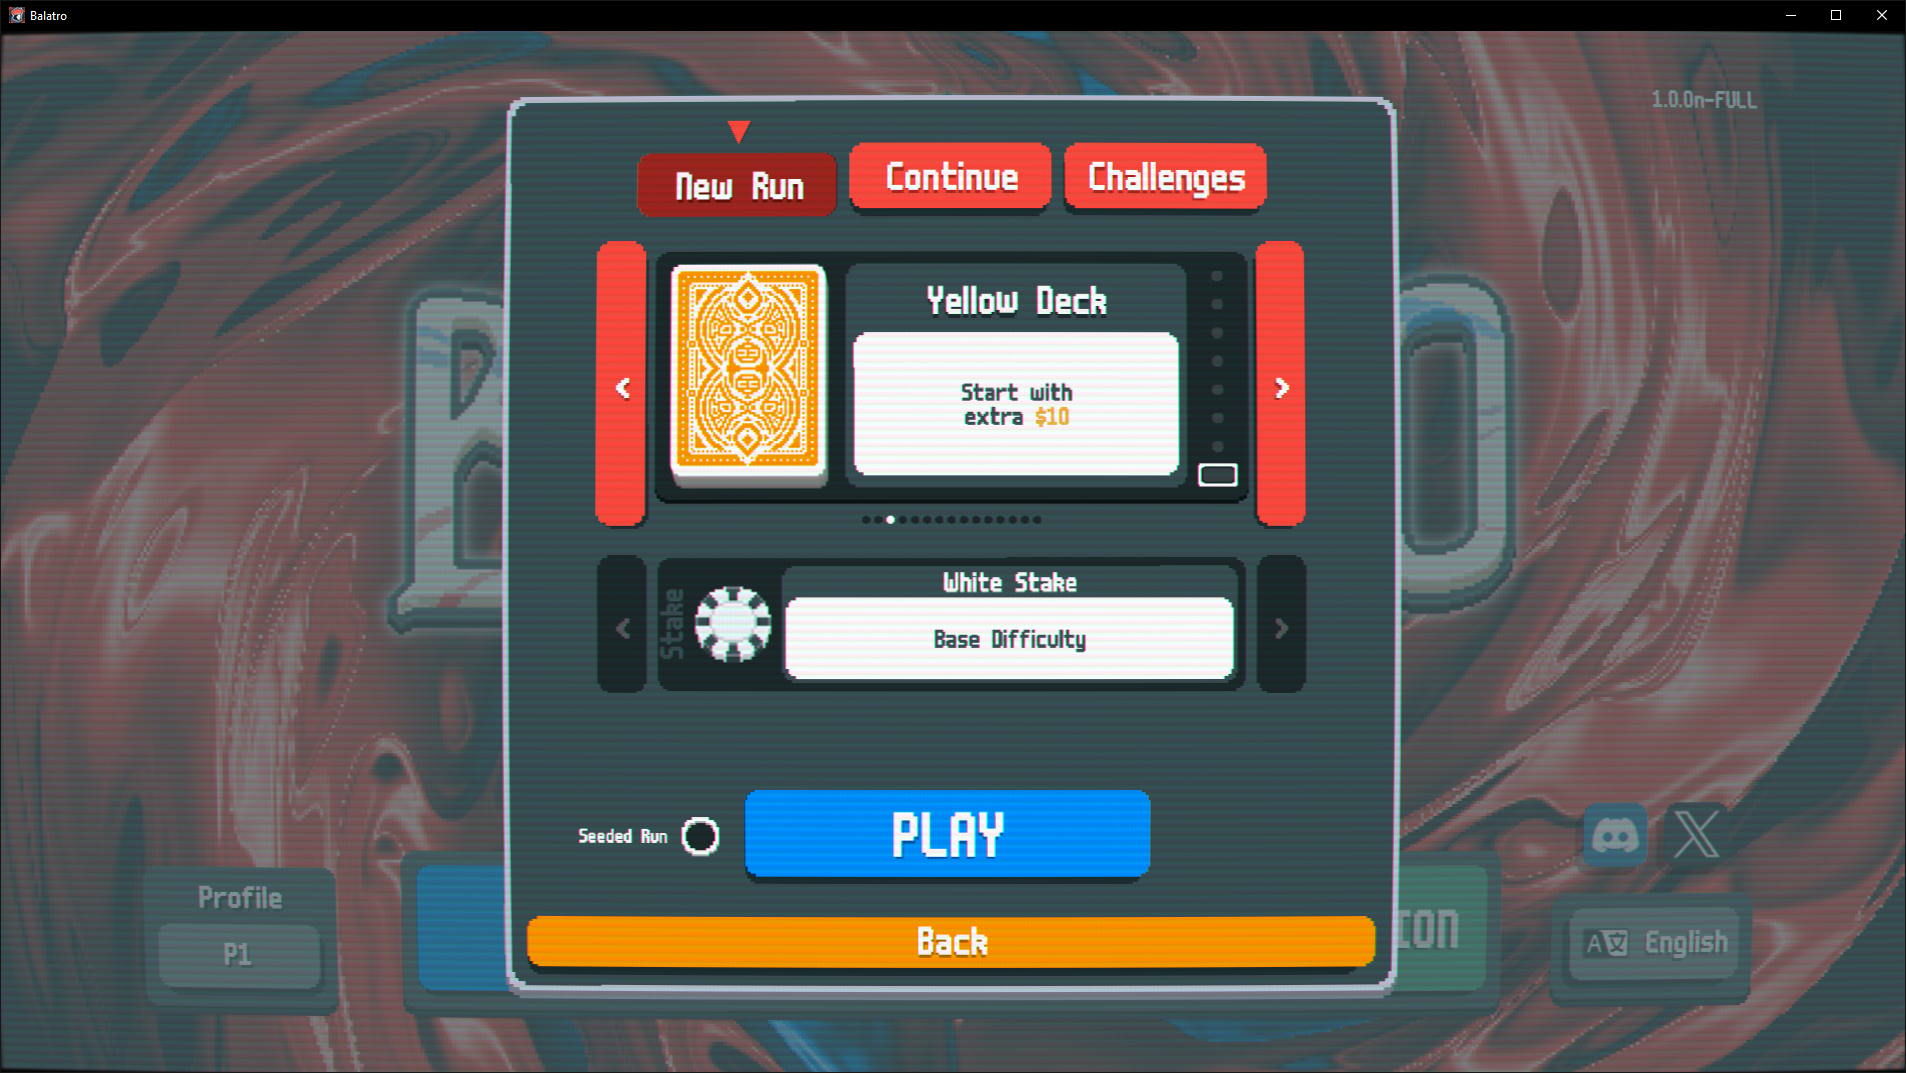 Balatro
1.0.0n-FULL
New Run
Continue
Challenges
Yellow Deck
Start with
extra $10
Stake
White Stake
Base Difficulty
Seeded Run
PLAY
Back
Profile
P1
English